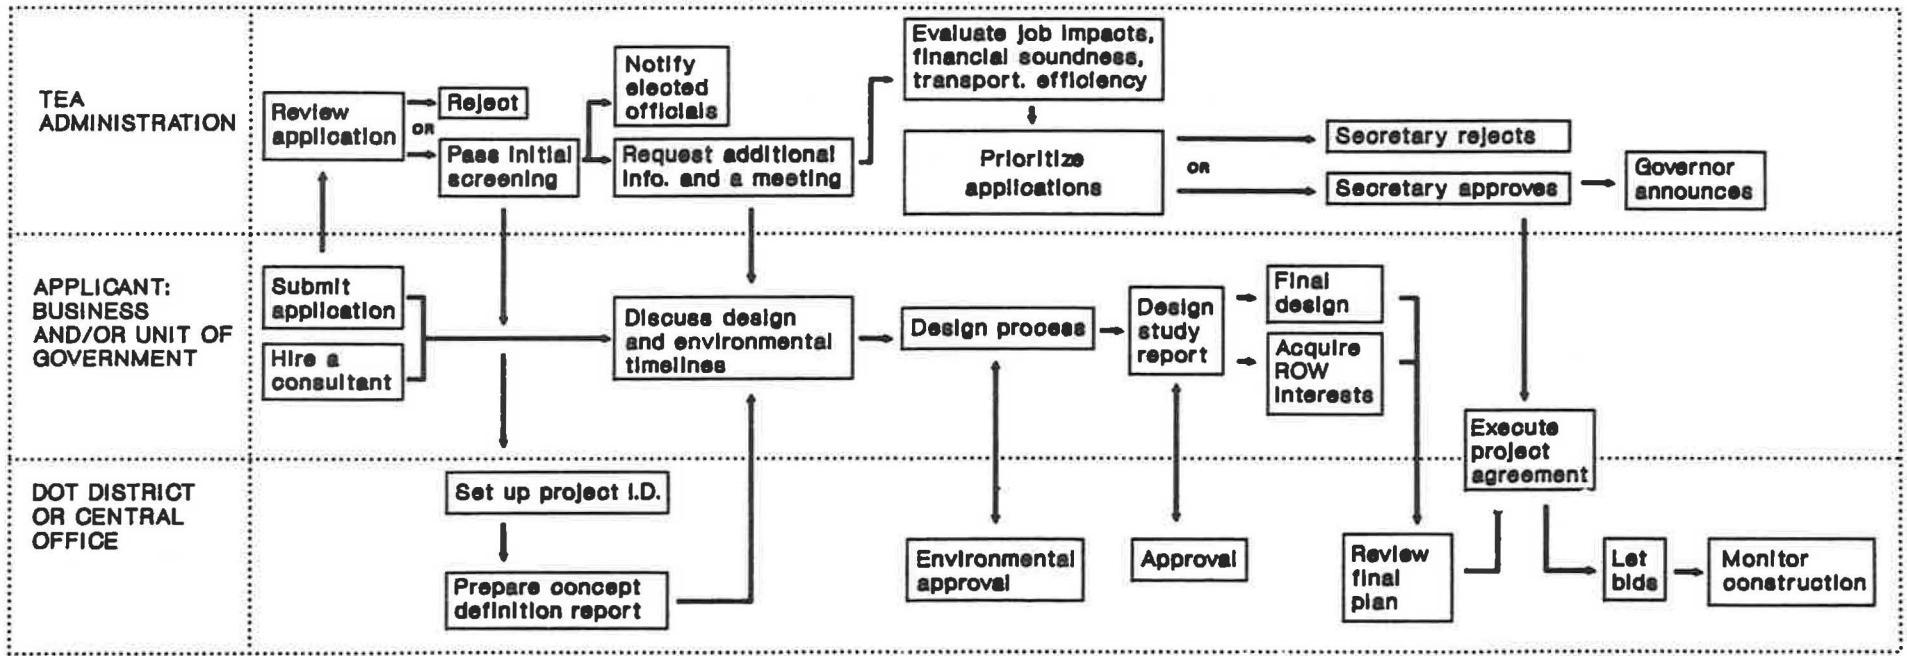 TEA
ADMINISTRATION
Review
application
OR
Reject
Pass initial
screening
Notify
elected
officials
Request additional
info. and a meeting
Evaluate job impacts,
financial soundness,
transport. efficiency
Prioritize
applications
OR
Secretary rejects
Secretary approves
Governor
announces
APPLICANT:
BUSINESS
AND/OR UNIT OF
GOVERNMENT
Submit
application
Hire a
consultant
Discuss design
and environmental
timelines
Design process
Design
study
report
Final
design
Acquire
ROW
interests
Execute
project
agreement
DOT DISTRICT
OR CENTRAL
OFFICE
Set up project I.D.
Prepare concept
definition report
Environmental
approval
Approval
Review
final
plan
Let
bids
Monitor
construction